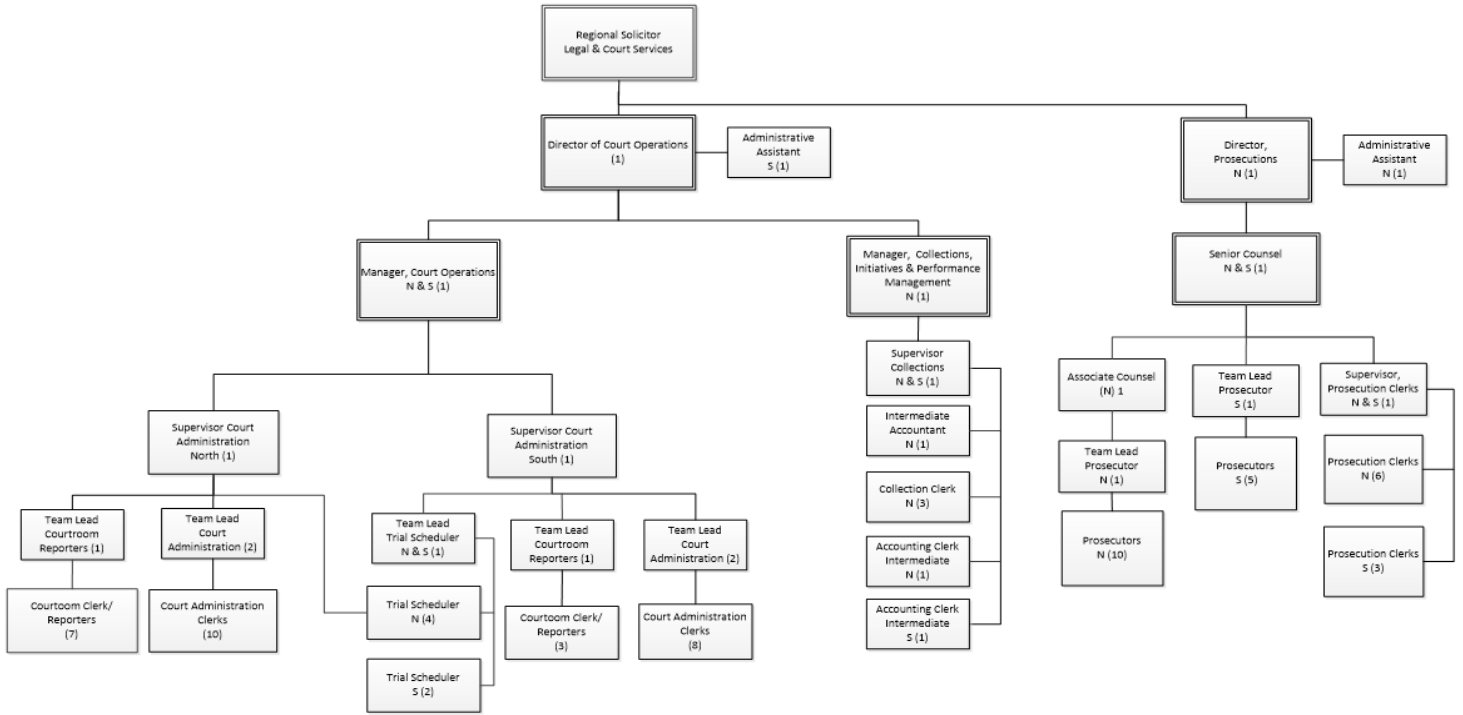 Regional Solicitor
Legal & Court Services
Director of Court Operations
(1)
Administrative
Assistant
S (1)
Director,
Prosecutions
N (1)
Administrative
Assistant
N (1)
Manager, Court Operations
N & S (1)
Manager, Collections,
Initiatives & Performance
Management
N (1)
Senior Counsel
N & S (1)
Supervisor
Collections
N & S (1)
Intermediate
Accountant
N (1)
Collection Clerk
N (3)
Accounting Clerk
Intermediate
N (1)
Accounting Clerk
Intermediate
S (1)
Associate Counsel
(N) 1
Team Lead
Prosecutor
N (1)
Prosecutors
N (10)
Team Lead
Prosecutor
S (1)
Prosecutors
S (5)
Supervisor,
Prosecution Clerks
N & S (1)
Prosecution Clerks
N (6)
Prosecution Clerks
S (3)
Supervisor Court
Administration
North (1)
Supervisor Court
Administration
South (1)
Team Lead
Courtroom
Reporters (1)
Courtoom Clerk/
Reporters
(7)
Team Lead
Court
Administration (2)
Court Administration
Clerks
(10)
Team Lead
Trial Scheduler
N & S (1)
Trial Scheduler
N (4)
Trial Scheduler
S (2)
Team Lead
Courtroom
Reporters (1)
Courtoom Clerk/
Reporters
(3)
Team Lead
Court
Administration (2)
Court Administration
Clerks
(8)